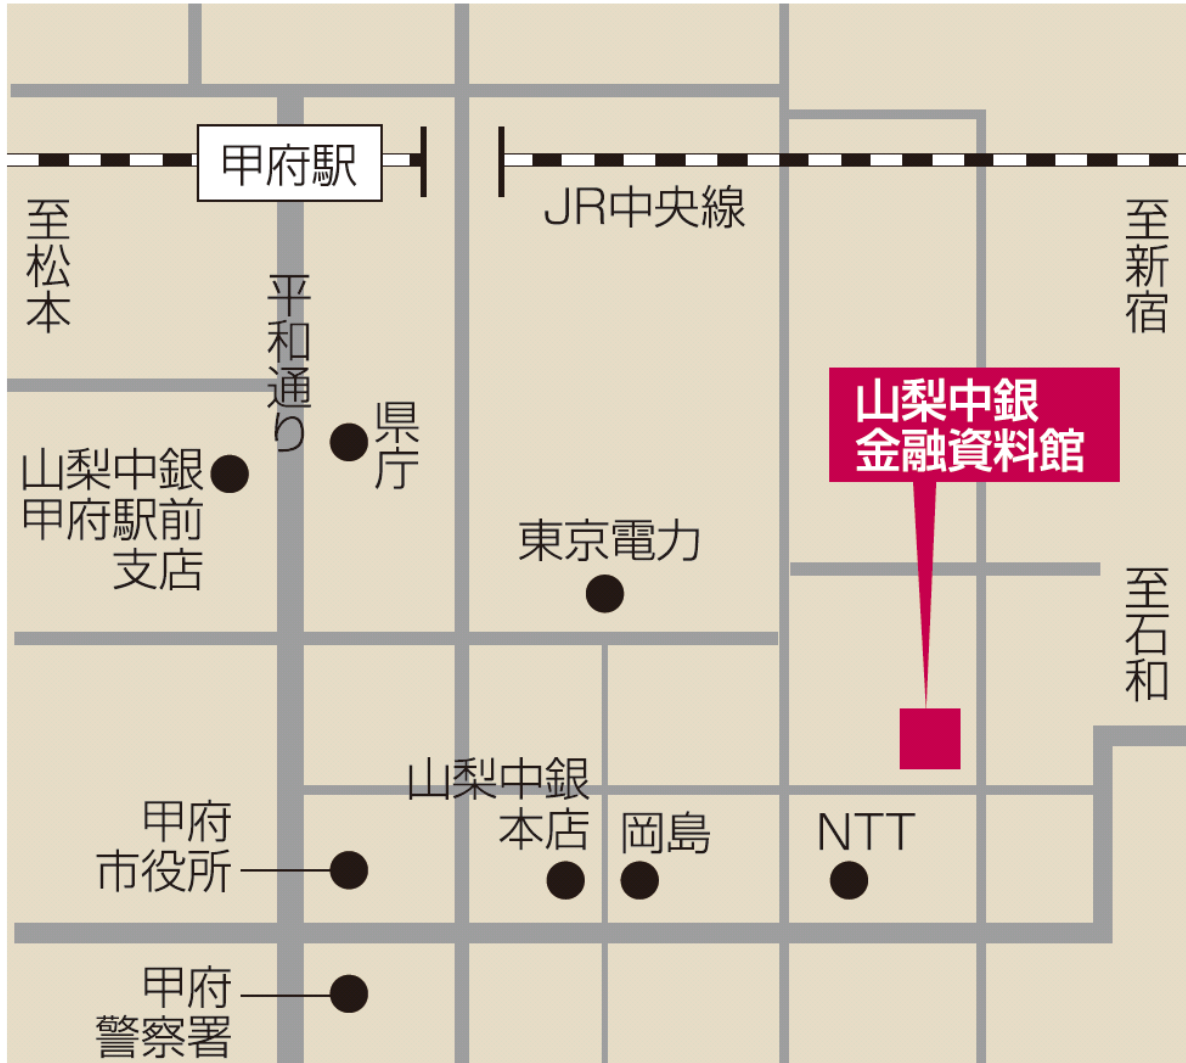 甲府駅
JR中央線
至松本
至新宿
平和通り
県庁
山梨中銀
金融資料館
山梨中銀
甲府駅前
支店
東京電力
至石和
山梨中銀
本店
岡島
NTT
甲府
市役所
甲府
警察署